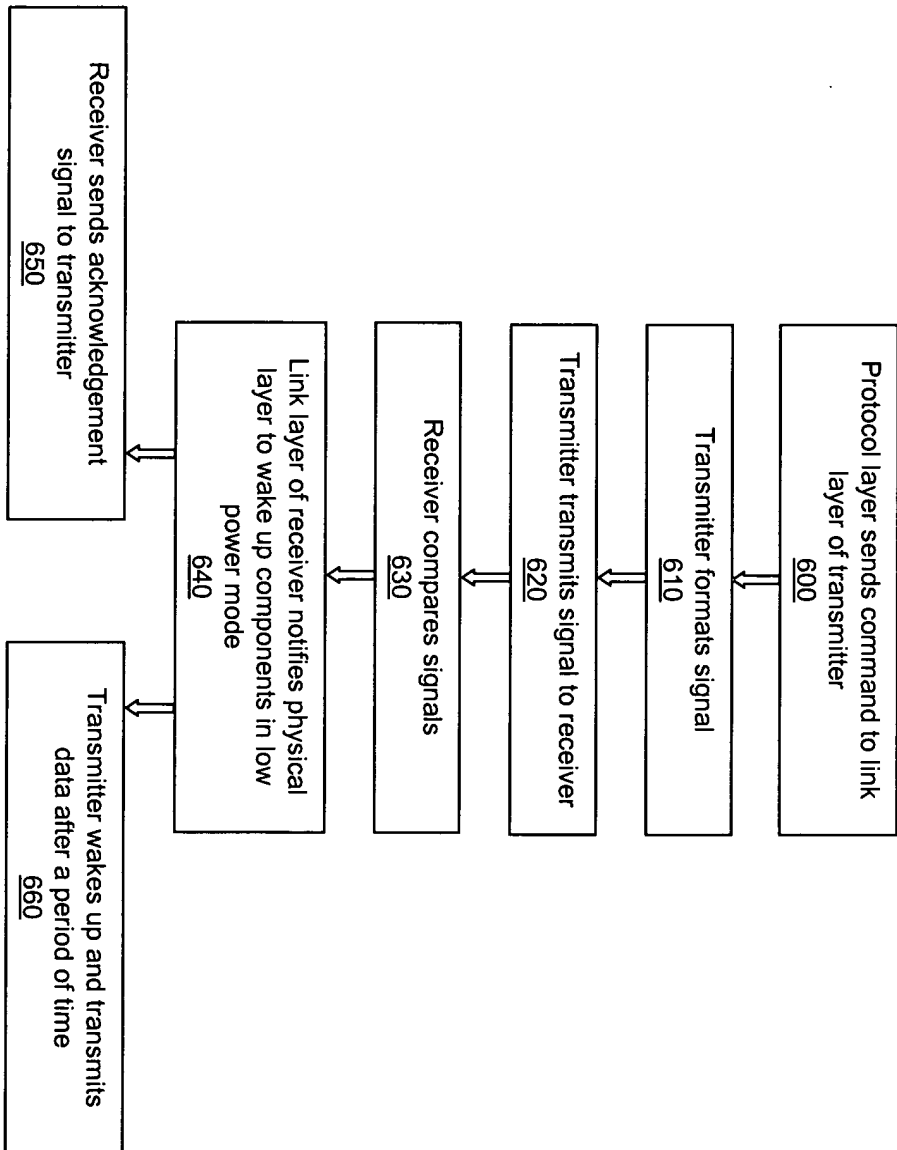 Protocol layer sends command to link
layer of transmitter
600
Transmitter formats signal
610
Transmitter transmits signal to receiver
620
Receiver compares signals
630
Link layer of receiver notifies physical
layer to wake up components in low
power mode
640
Receiver sends acknowledgement
signal to transmitter
650
Transmitter wakes up and transmits
data after a period of time
660